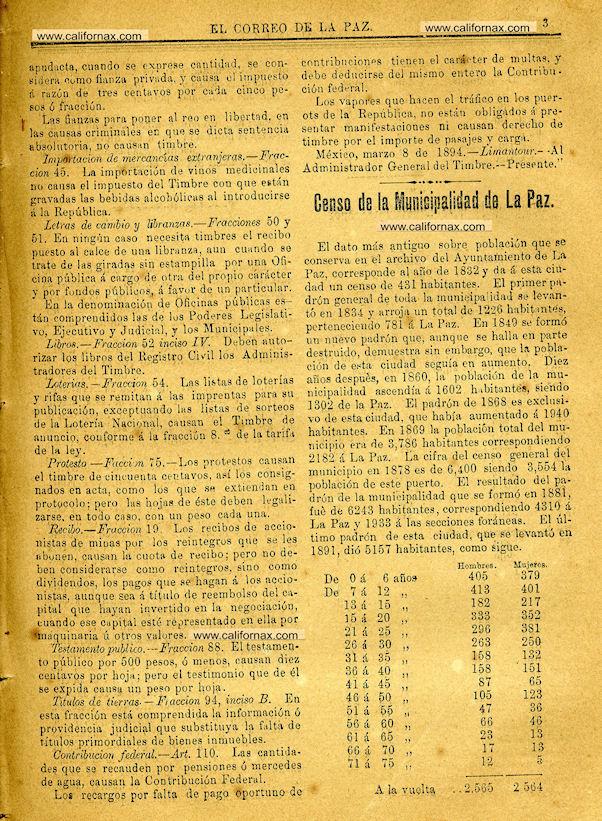 www.californax.com
EL CORREO DE LA PAZ.
www.californax.com
3
apudacta, cuando se exprese cantidad, se con-
sidera como fianza privada, y causa el impuesto
á razón de tres centavos por cada cinco pe-
sos ó fracción.
Las fianzas para poner al reo en libertad, en
las causas criminales en que se dicta sentencia
absolutoria, no causan timbre.
Importacion de mercancias extranjeras.—Frac-
cion 45. La importación de vinos medicinales
no causa el impuesto del Timbre con que están
gravadas las bebidas alcohólicas al introducirse
á la República.
Letras de cambio y libranzas.—Fracciones 50 y
51. En ningún caso necesita timbres el recibo
puesto al calce de una libranza, aun cuando se
trate de las giradas sin estampilla por una Ofi-
cina pública á cargo de otra del propio carácter
y por fondos públicos, á favor de un particular.
En la denominación de Oficinas públicas es-
tán comprendidos las de los Poderes Legislati-
vo, Ejecutivo y Judicial, y los Municipales.
Libros.—Fraccion 52 inciso IV. Deben auto-
rizar los libros del Registro Civil los Adminis-
tradores del Timbre.
Loterias.—Fraccion 54. Las listas de loterías
y rifas que se remitan á las imprentas para su
publicación, exceptuando las listas de sorteos
de la Lotería Nacional, causan el Timbre de
anuncio, conforme á la fracción 8.ª de la tarifa
de la ley.
Protesto—Faccion 75.—Los protestos causan
el timbre de cincuenta centavos, así los consig-
nados en acta, como los que se extiendan en
protocolo; pero las hojas de éste deben legali-
zarse, en todo caso, con un peso cada una.
Recibo.—Fraccion 19. Los recibos de accio-
nistas de minas por los reintegros que se les
abonen, causan la cuota de recibo; pero no de-
ben considerarse como reintegros, sino como
dividendos, los pagos que se hagan á los accio-
nistas, aunque sea á título de reembolso del ca-
pital que hayan invertido en la negociación,
cuando ese capital esté representado en ella por
maquinaria ú otros valores.
www.californax.com
Testamento publico.—Fraccion 88. El testamen-
to público por 500 pesos, ó menos, causan diez
centavos por hoja; pero el testimonio que de él
se expida causa un peso por hoja.
Titulos de tierras.—Fraccion 94, inciso B. En
esta fracción está comprendida la información ó
providencia judicial que substituya la falta de
títulos primordiales de bienes inmuebles.
Contribucion federal.—Art. 110. Las cantida-
des que se recauden por pensiones ó mercedes
de agua, causan la Contribución Federal.
Los recargos por falta de pago oportuno de
contribuciones tienen el carácter de multas, y
debe deducirse del mismo entero la Contribu-
ción federal.
Los vapores que hacen el tráfico en los puer-
ots de la República, no están obligados á pre-
sentar manifestaciones ni causan derecho de
timbre por el importe de pasajes y carga.
México, marzo 8 de 1894.—Limantour.—Al
Administrador General del Timbre.—Presente."
Censo de la Municipalidad de La Paz.
www.californax.com
El dato más antiguo sobre población que se
conserva en el archivo del Ayuntamiento de La
Paz, corresponde al año de 1832 y da á esta ciu-
dad un censo de 431 habitantes. El primer pa-
drón general de toda la municipalidad se levan-
tó en 1834 y arroja un total de 1226 habitantes,
perteneciendo 781 á La Paz. En 1849 se formó
un nuevo padrón que, aunque se halla en parte
destruido, demuestra sin embargo, que la pobla-
ción de esta ciudad seguía en aumento. Diez
años después, en 1860, la población de la mu-
nicipalidad ascendía á 1602 habitantes, siendo
1302 de La Paz. El padrón de 1868 es exclusi-
vo de esta ciudad, que había aumentado á 1940
habitantes. En 1869 la población total del mu-
nicipio era de 3,786 habitantes correspondiendo
2182 á La Paz. La cifra del censo general del
municipio en 1878 es de 6,400 siendo 3,554 la
población de este puerto. El resultado del pa-
drón de la municipalidad que se formó en 1881,
fué de 6243 habitantes, correspondiendo 4310 á
La Paz y 1933 á las secciones foráneas. El úl-
timo padrón de esta ciudad, que se levantó en
1891, dió 5157 habitantes, como sigue.
Hombres. Mujeres.
De 0 á 6 años 405 379
De 7 á 12 „ 413 401
13 á 15 „ 182 217
15 á 20 „ 333 352
21 á 25 „ 296 381
26 á 30 „ 263 250
31 á 35 „ 158 132
36 á 40 „ 158 151
41 á 45 „ 87 65
46 á 50 „ 105 123
51 á 55 „ 47 36
56 á 60 „ 66 46
61 á 65 „ 23 13
66 á 70 „ 17 13
71 á 75 „ 12 5
A la vuelta ..2.565 2 564